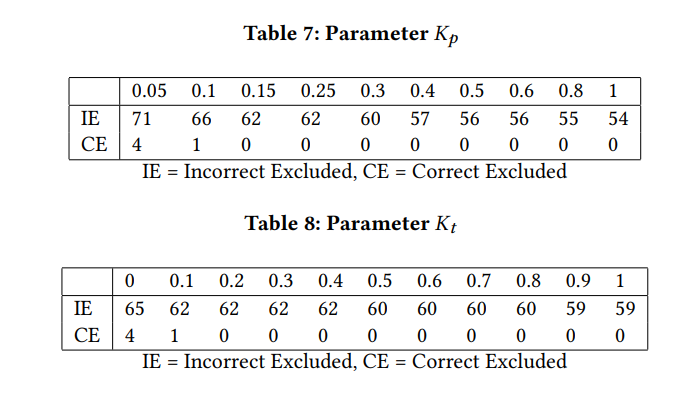 Table 7: Parameter Kp
0.05 0.1 0.15 0.25 0.3 0.4 0.5 0.6 0.8 1
IE 71 66 62 62 60 57 56 56 55 54
CE 4 1 0 0 0 0 0 0 0 0
IE = Incorrect Excluded, CE = Correct Excluded
Table 8: Parameter Kt
0 0.1 0.2 0.3 0.4 0.5 0.6 0.7 0.8 0.9 1
IE 65 62 62 62 62 60 60 60 60 59 59
CE 4 1 0 0 0 0 0 0 0 0 0
IE = Incorrect Excluded, CE = Correct Excluded